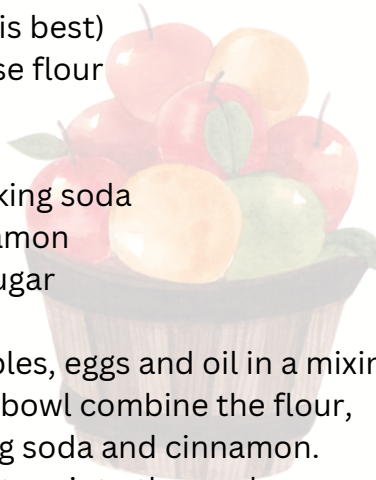 is best)
se flour
king soda
amon
ugar
ples, eggs and oil in a mixin
bowl combine the flour,
g soda and cinnamon.